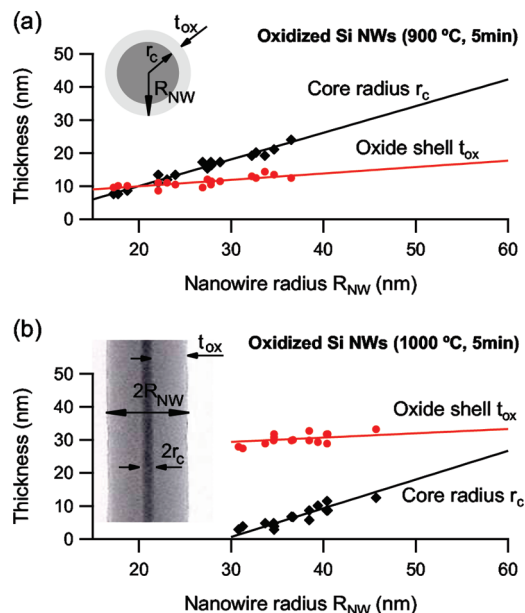 (a)
t_ox
r_c
R_NW
Oxidized Si NWs (900 ºC, 5min)
Core radius r_c
Oxide shell t_ox
Thickness (nm)
50
40
30
20
10
0
20
30
40
50
60
Nanowire radius R_NW (nm)
(b)
t_ox
2R_NW
2r_c
Oxidized Si NWs (1000 ºC, 5min)
Oxide shell t_ox
Core radius r_c
Thickness (nm)
50
40
30
20
10
0
20
30
40
50
60
Nanowire radius R_NW (nm)